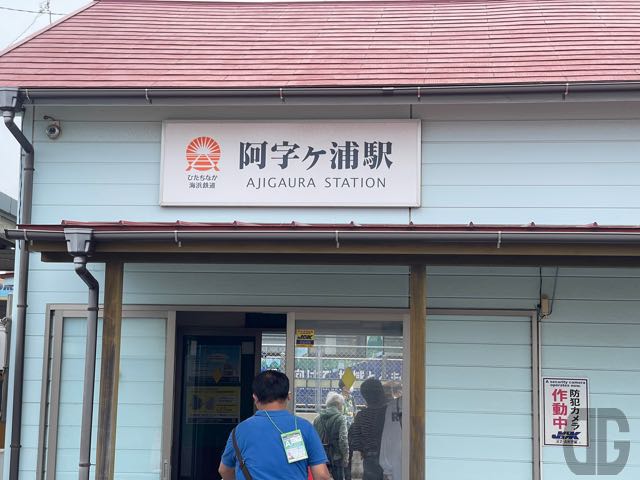 阿字ヶ浦駅
AJIGAURA STATION
ひたちなか
海浜鉄道
A security camera
operates now.
防犯カメラ
作動中